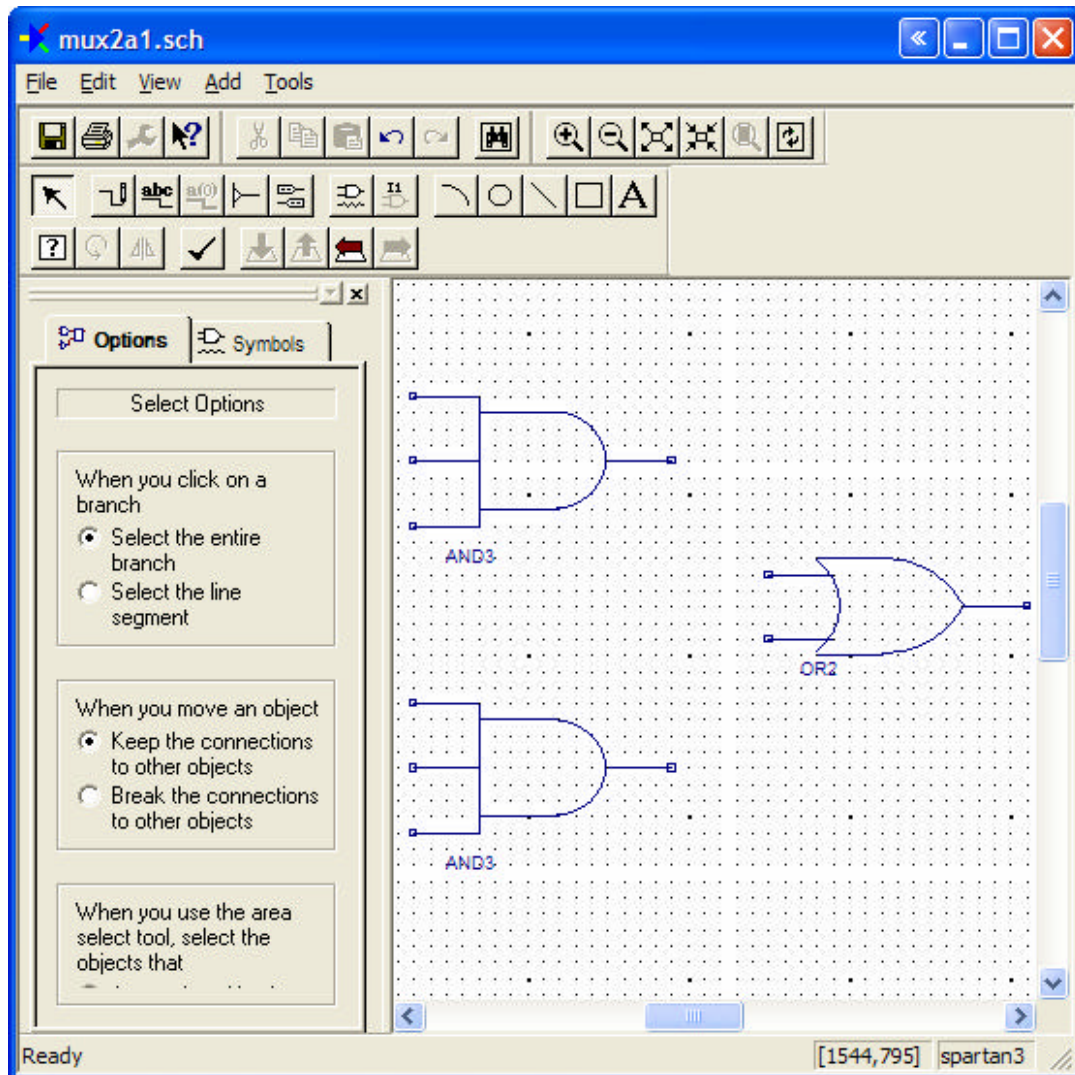 mux2a1.sch
File Edit View Add Tools
abc a(0) I1 A
Options Symbols
Select Options
When you click on a
branch
Select the entire
branch
Select the line
segment
When you move an object
Keep the connections
to other objects
Break the connections
to other objects
When you use the area
select tool, select the
objects that
AND3
OR2
AND3
Ready [1544,795] spartan3